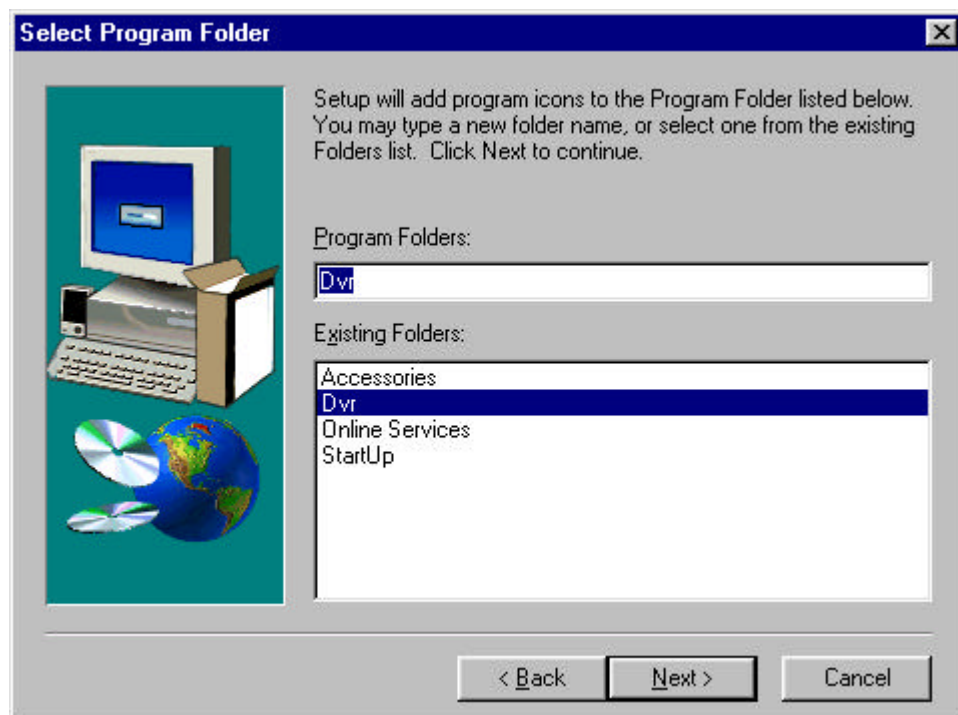 Select Program Folder
Setup will add program icons to the Program Folder listed below.
You may type a new folder name, or select one from the existing
Folders list.  Click Next to continue.
Program Folders:
Dvr
Existing Folders:
Accessories
Dvr
Online Services
StartUp
< Back
Next >
Cancel